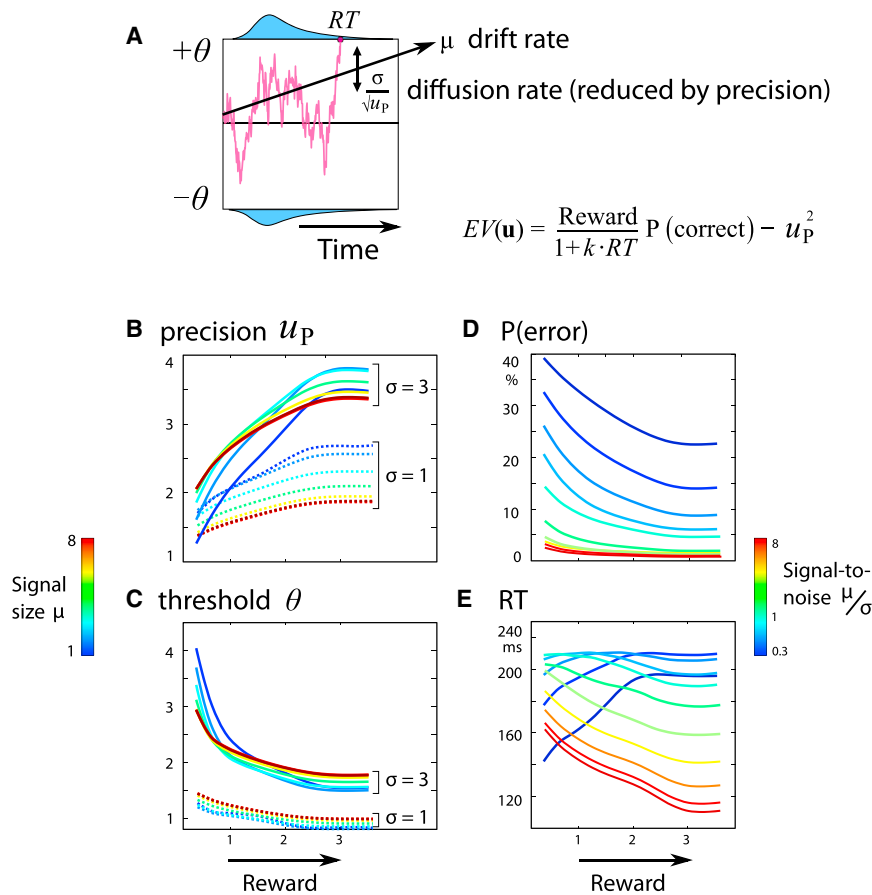 A
RT
+θ
μ drift rate
σ
√u_P diffusion rate (reduced by precision)
−θ
Time
EV(u) = Reward / 1+k·RT P (correct) − u_P^2
B precision u_P
4
3
2
1
σ = 3
σ = 1
D P(error)
40
%
30
20
10
0
8
Signal
size μ
1
C threshold θ
4
3
2
1
σ = 3
σ = 1
1 2 3
Reward
E RT
240
ms
200
160
120
1 2 3
Reward
8
Signal-to-
noise μ/σ
1
0.3